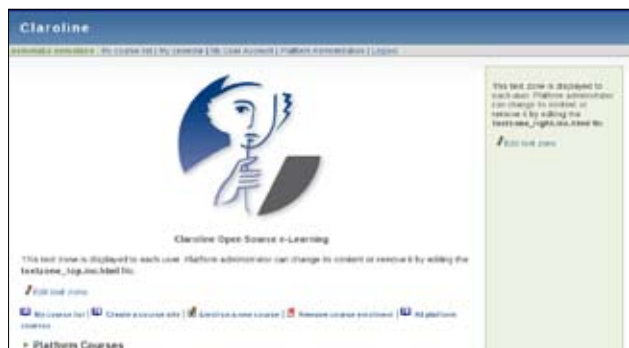 Claroline
My course list | My calendar | My User Account | Platform Administration | Logout
This text zone is displayed to
each user. Platform administrator
can change its content or
remove it by editing the
textzone_right.inc.html file.
Edit text zone
Claroline Open Source e-Learning
This text zone is displayed to each user. Platform administrator can change its content or remove it by editing the
textzone_top.inc.html file.
Edit text zone
My course list | Create a course site | Enrol on a new course | Remove course enrolment | All platform
courses
Platform Courses